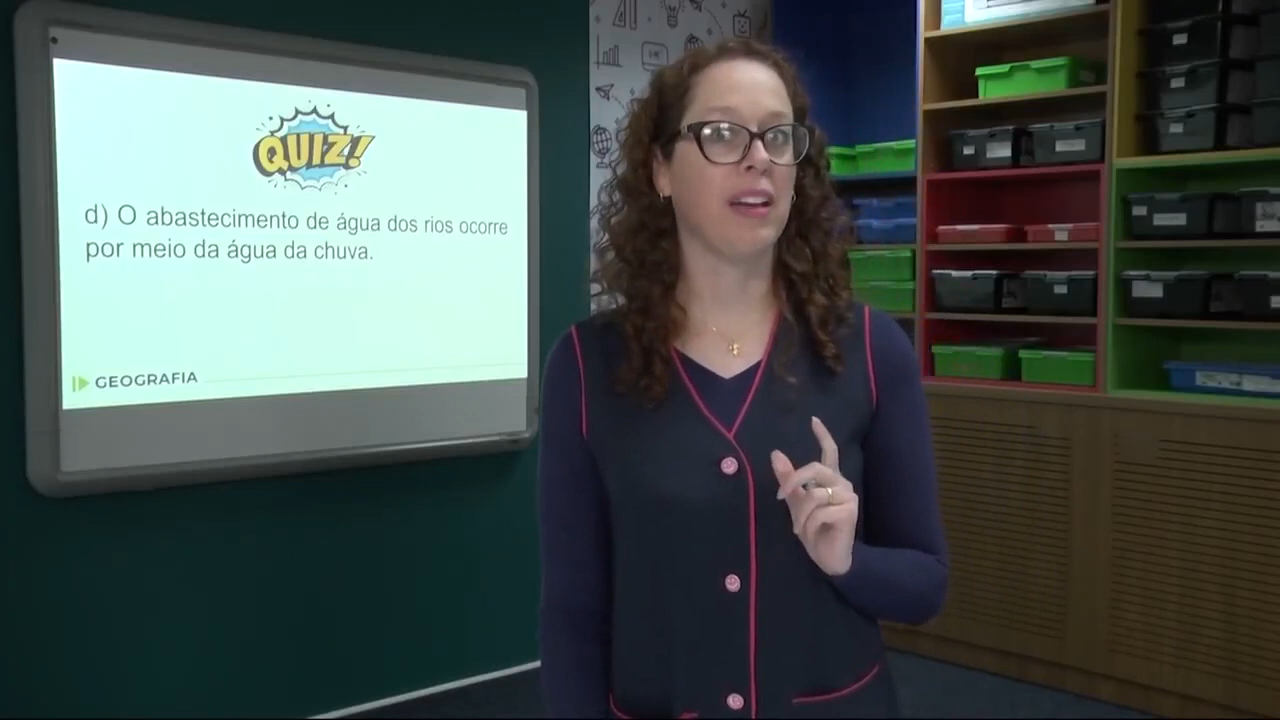 QUIZ!
d) O abastecimento de água dos rios ocorre
por meio da água da chuva.
GEOGRAFIA